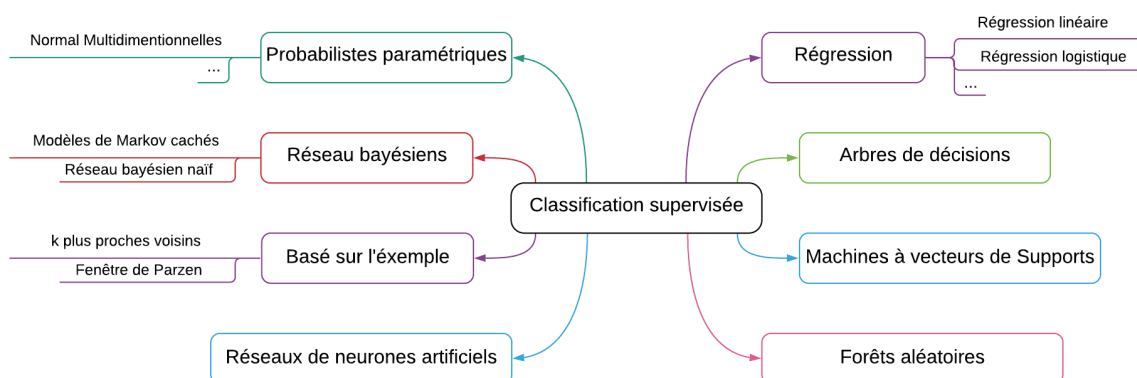 Normal Multidimentionnelles
...
Probabilistes paramétriques
Modèles de Markov cachés
Réseau bayésien naïf
Réseau bayésiens
k plus proches voisins
Fenêtre de Parzen
Basé sur l'éxemple
Réseaux de neurones artificiels
Classification supervisée
Régression
Régression linéaire
Régression logistique
...
Arbres de décisions
Machines à vecteurs de Supports
Forêts aléatoires